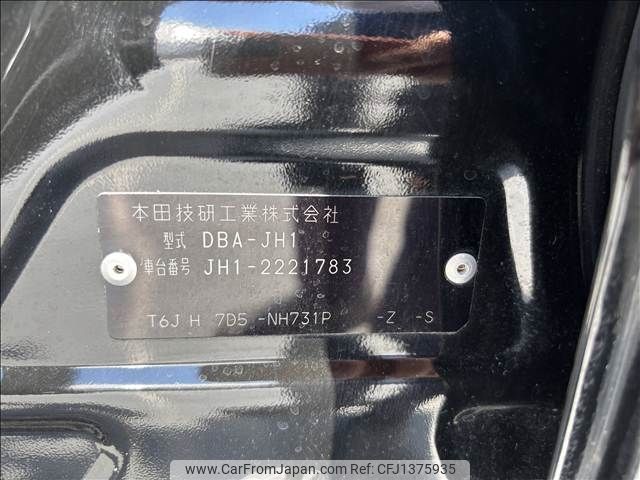 本田技研工業株式会社
型式 DBA-JH1
車台番号 JH1-2221783
T6J H 7D5 -NH731P -Z -S
www.CarFromJapan.com Ref: CFJ1375935